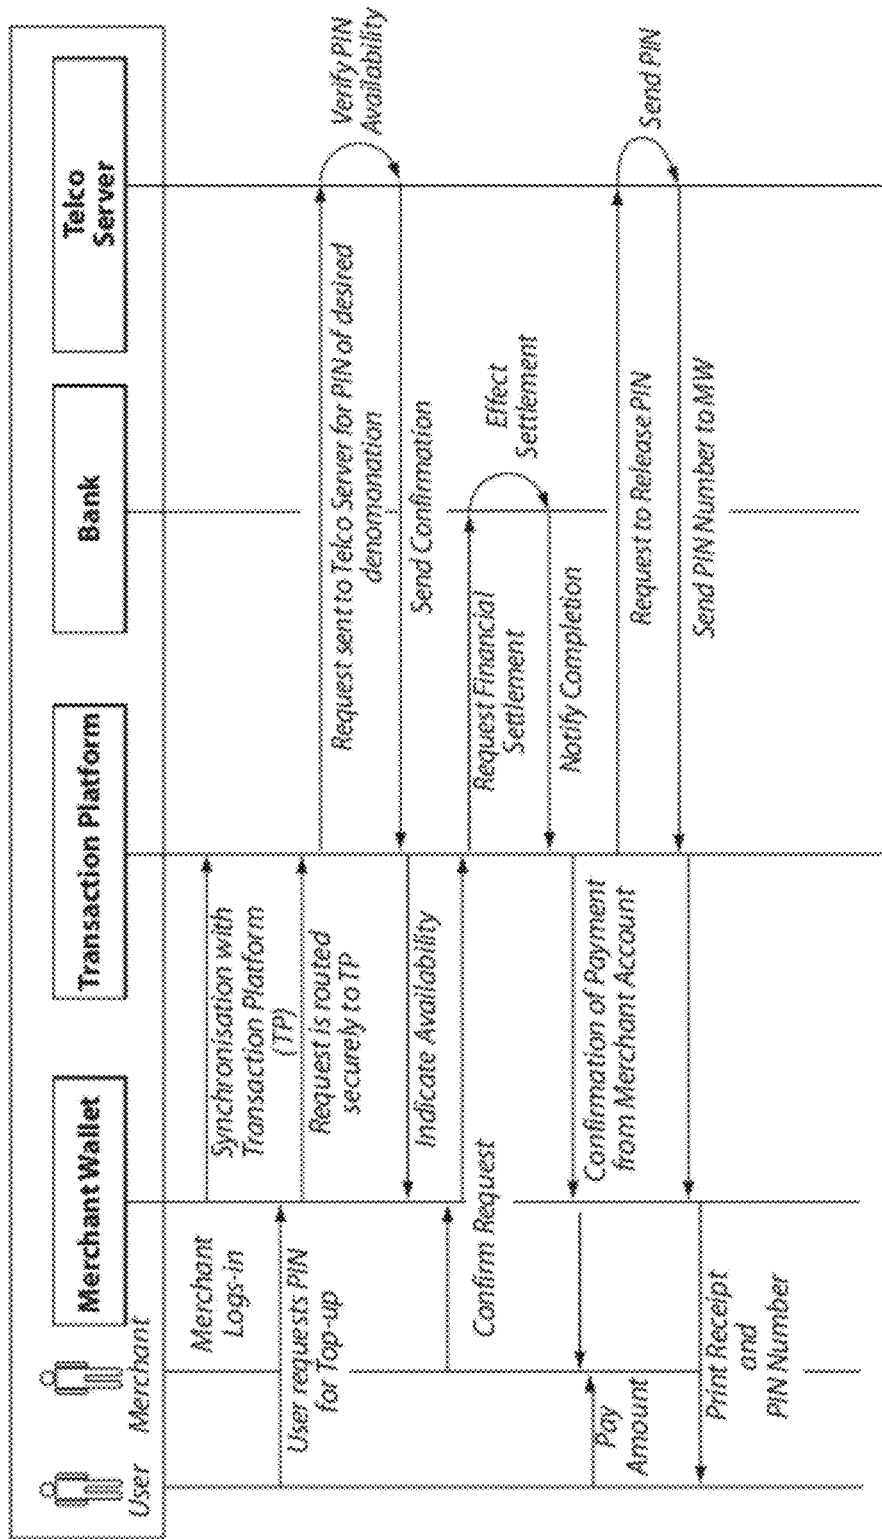 User
Merchant
Merchant Wallet
Transaction Platform
Bank
Telco
Server
Merchant
Logs-in
Synchronisation with
Transaction Platform
(TP)
User requests PIN
for Top-up
Request is routed
securely to TP
Request sent to Telco Server for PIN of desired
denomanation
Verify PIN
Availability
Send Confirmation
Indicate Availability
Confirm Request
Request Financial
Settlement
Effect
Settlement
Notify Completion
Confirmation of Payment
from Merchant Account
Pay
Amount
Request to Release PIN
Send PIN
Send PIN Number to MW
Print Receipt
and
PIN Number